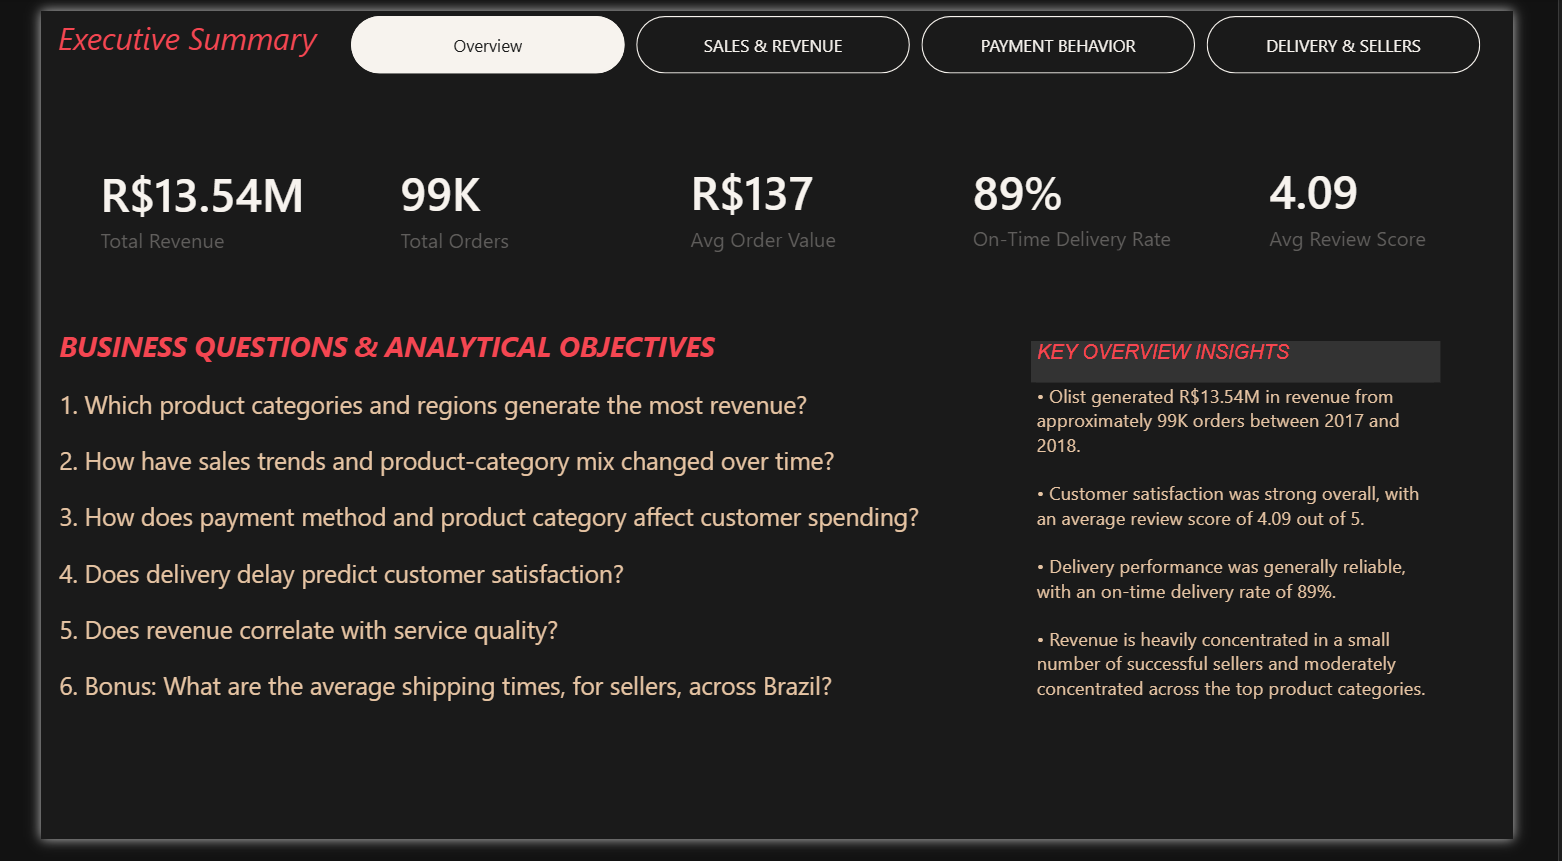 Executive Summary
Overview
SALES & REVENUE
PAYMENT BEHAVIOR
DELIVERY & SELLERS
R$13.54M
Total Revenue
99K
Total Orders
R$137
Avg Order Value
89%
On-Time Delivery Rate
4.09
Avg Review Score
BUSINESS QUESTIONS & ANALYTICAL OBJECTIVES
1. Which product categories and regions generate the most revenue?
2. How have sales trends and product-category mix changed over time?
3. How does payment method and product category affect customer spending?
4. Does delivery delay predict customer satisfaction?
5. Does revenue correlate with service quality?
6. Bonus: What are the average shipping times, for sellers, across Brazil?
KEY OVERVIEW INSIGHTS
• Olist generated R$13.54M in revenue from
approximately 99K orders between 2017 and
2018.
• Customer satisfaction was strong overall, with
an average review score of 4.09 out of 5.
• Delivery performance was generally reliable,
with an on-time delivery rate of 89%.
• Revenue is heavily concentrated in a small
number of successful sellers and moderately
concentrated across the top product categories.